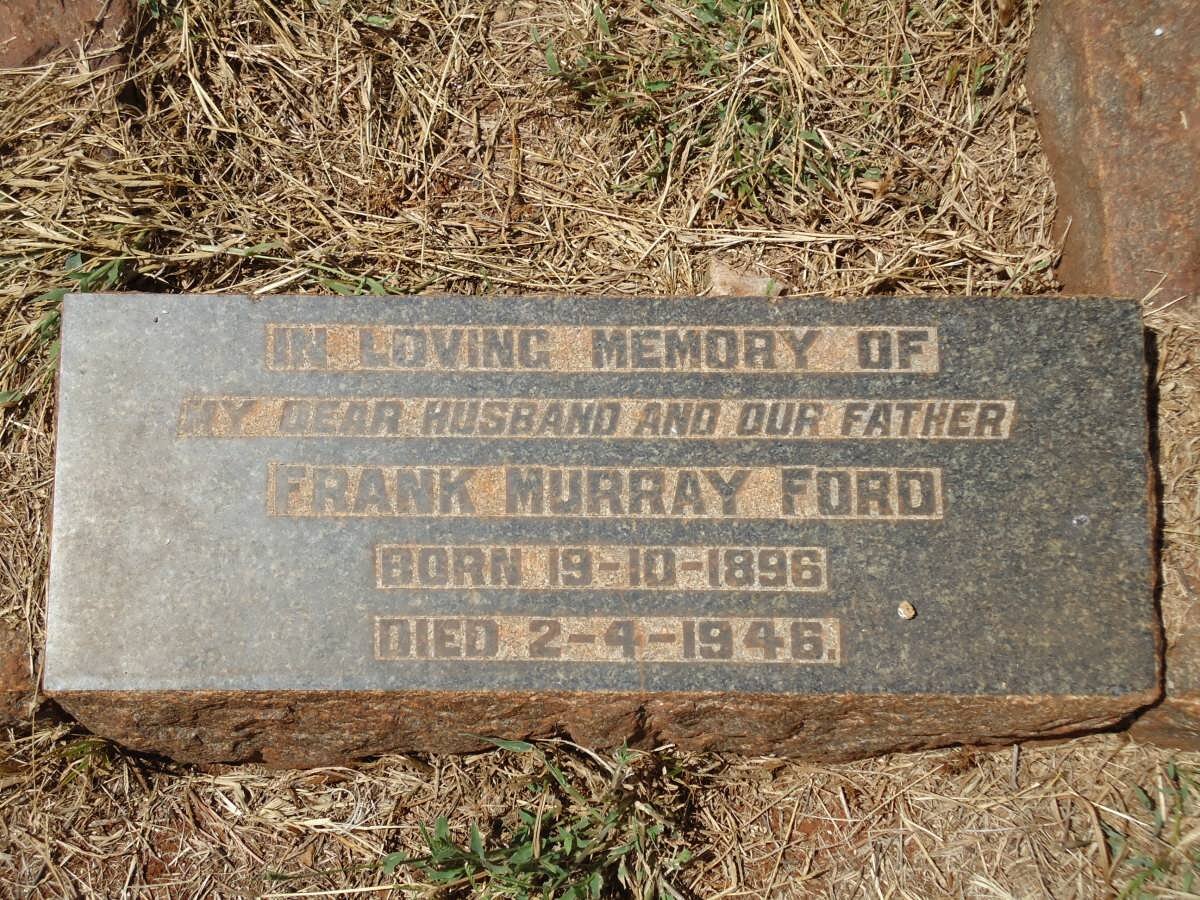 IN LOVING MEMORY OF
MY DEAR HUSBAND AND OUR FATHER
FRANK MURRAY FORD
BORN 19-10-1896
DIED 2-4-1946.